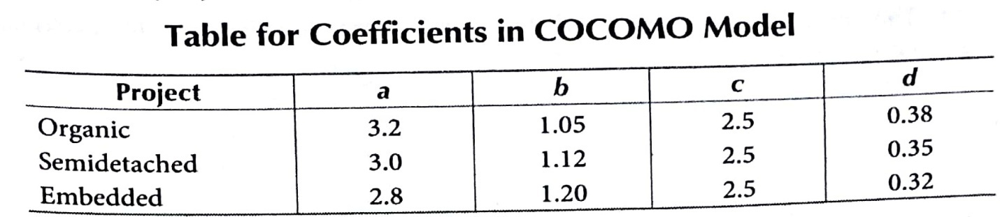 Table for Coefficients in COCOMO Model
Project a b c d
Organic 3.2 1.05 2.5 0.38
Semidetached 3.0 1.12 2.5 0.35
Embedded 2.8 1.20 2.5 0.32